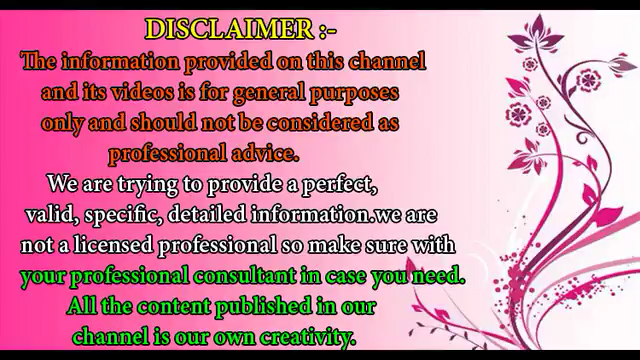 DISCLAIMER :-
The information provided on this channel
and its videos is for general purposes
only and should not be considered as
professional advice.
We are trying to provide a perfect,
valid, specific, detailed information.we are
not a licensed professional so make sure with
your professional consultant in case you need.
All the content published in our
channel is our own creativity.